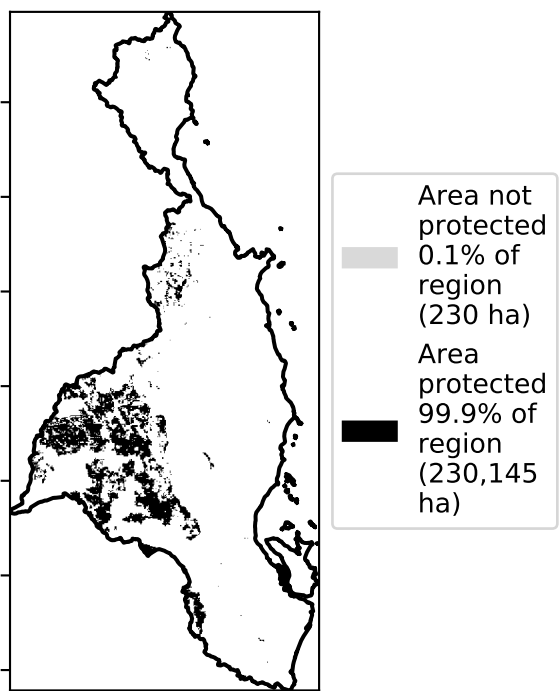 Area not
protected
0.1% of
region
(230 ha)
Area
protected
99.9% of
region
(230,145
ha)